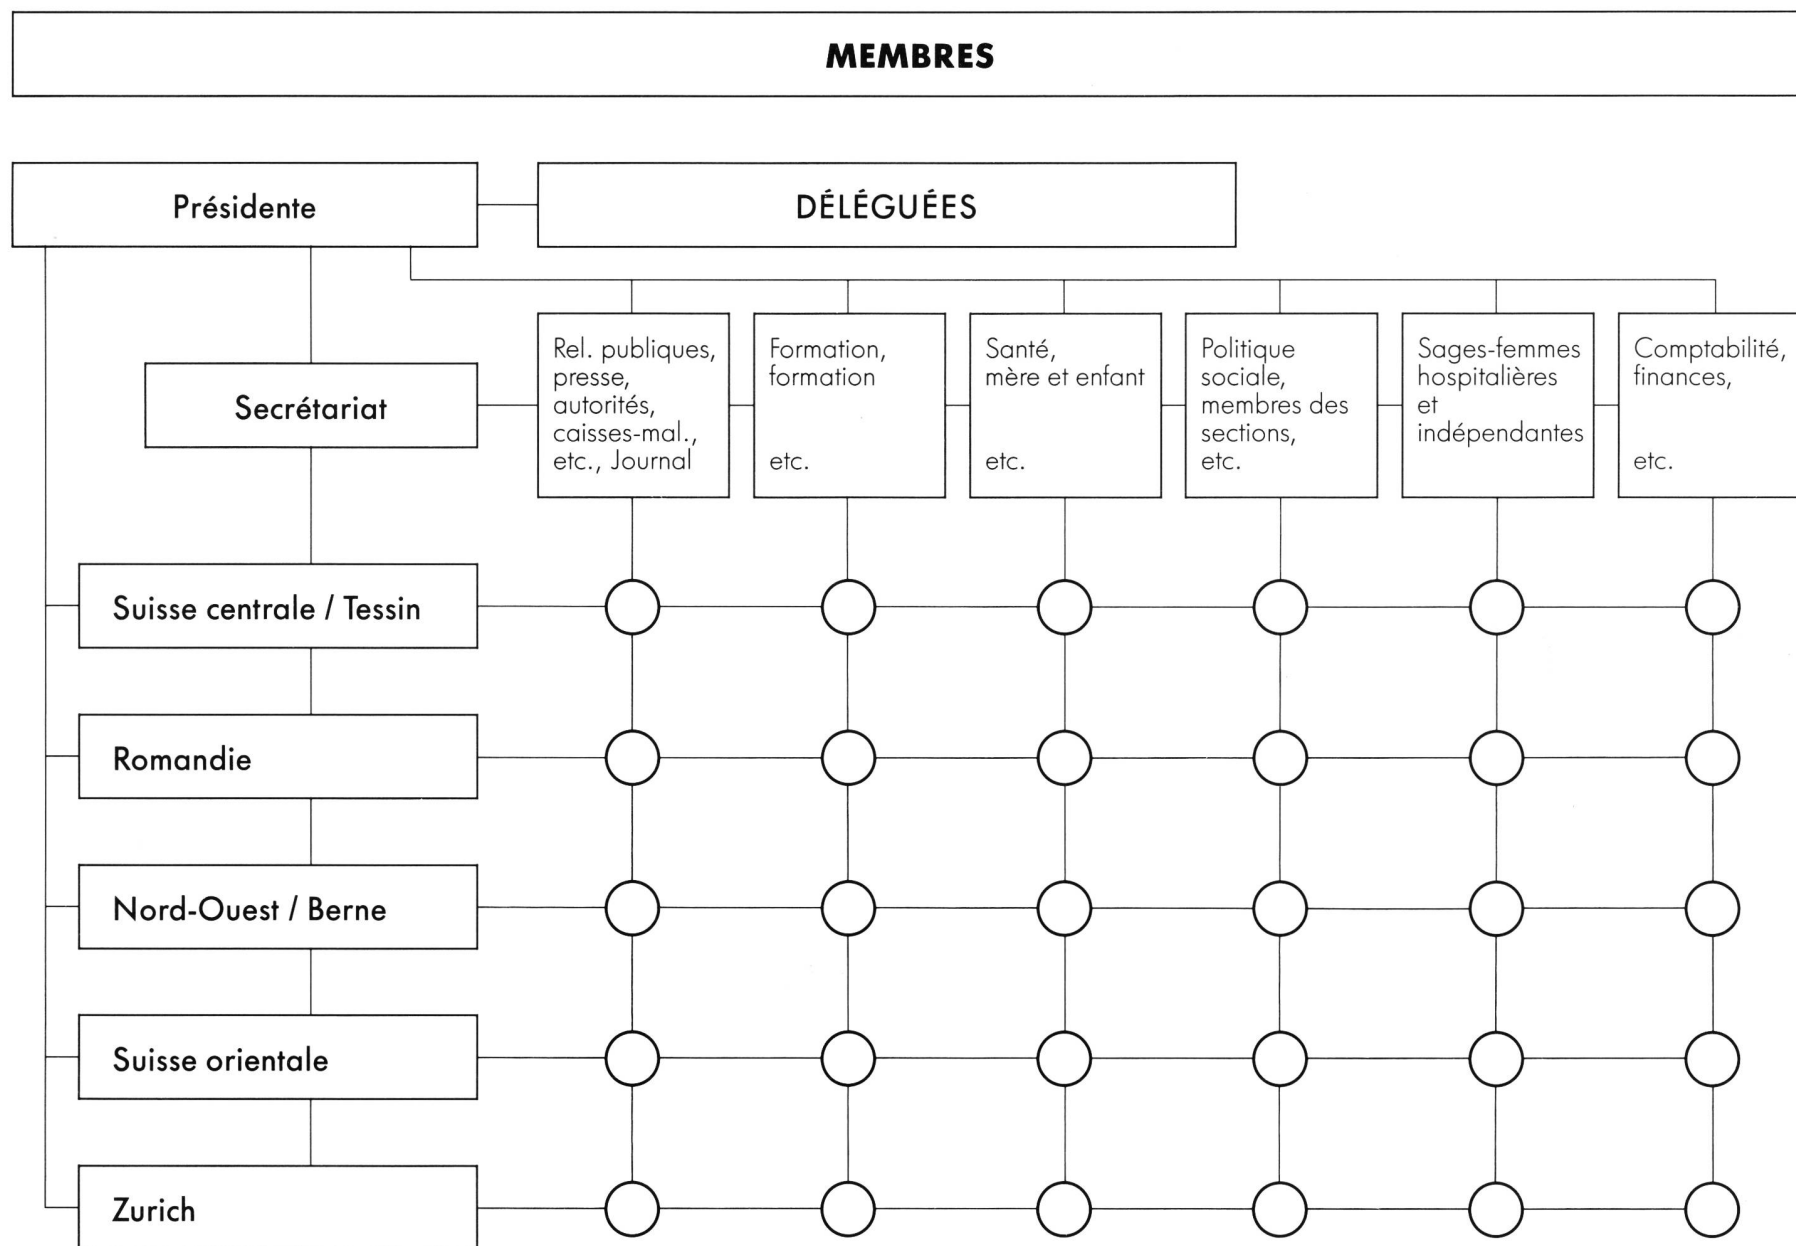 MEMBRES
Présidente
DÉLÉGUÉES
Secrétariat
Rel. publiques,
presse,
autorités,
caisses-mal.,
etc., Journal
Formation,
formation
etc.
Santé,
mère et enfant
etc.
Politique
sociale,
membres des
sections,
etc.
Sages-femmes
hospitalières
et
indépendantes
Comptabilité,
finances,
etc.
Suisse centrale / Tessin
Romandie
Nord-Ouest / Berne
Suisse orientale
Zurich